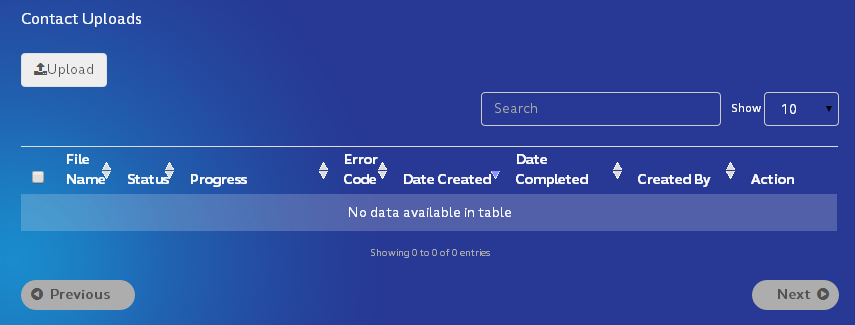 Contact Uploads
Upload
Search Show 10
File Name Status Progress Error Code Date Created Date Completed Created By Action
No data available in table
Showing 0 to 0 of 0 entries
Previous Next